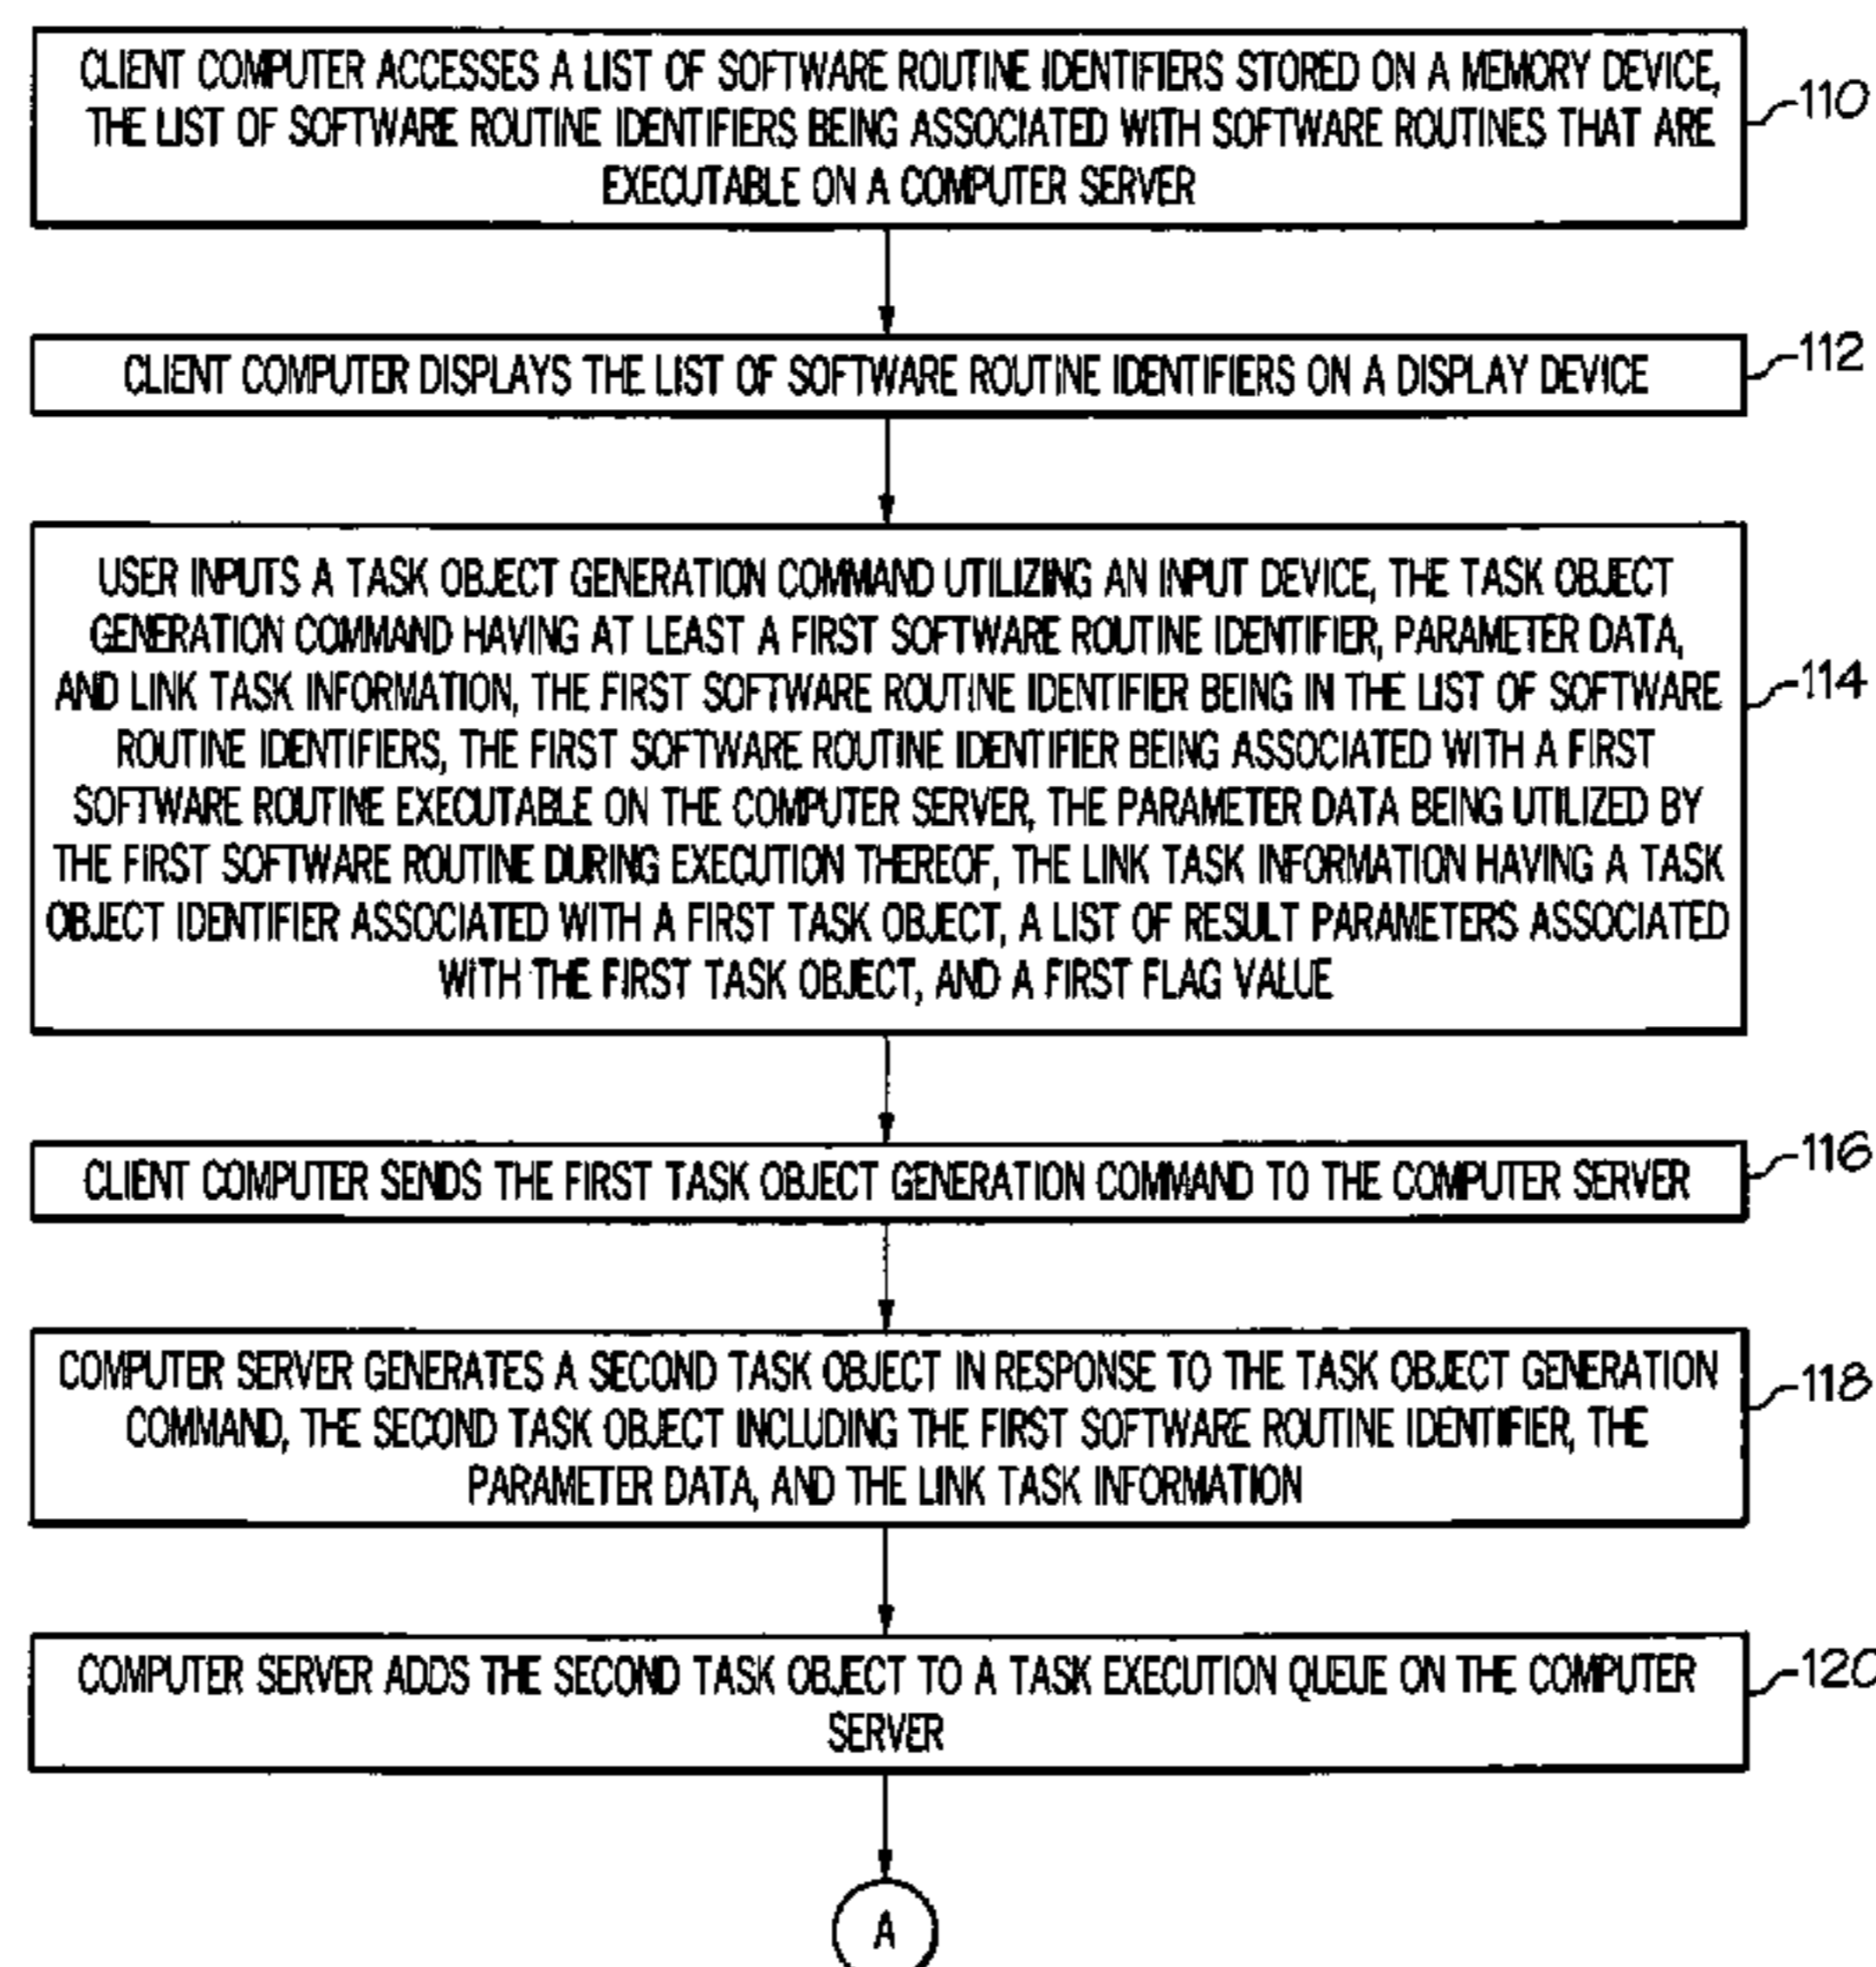 CLIENT COMPUTER ACCESSES A LIST OF SOFTWARE ROUTINE IDENTIFIERS STORED ON A MEMORY DEVICE,
THE LIST OF SOFTWARE ROUTINE IDENTIFIERS BEING ASSOCIATED WITH SOFTWARE ROUTINES THAT ARE
EXECUTABLE ON A COMPUTER SERVER
110
CLIENT COMPUTER DISPLAYS THE LIST OF SOFTWARE ROUTINE IDENTIFIERS ON A DISPLAY DEVICE
112
USER INPUTS A TASK OBJECT GENERATION COMMAND UTILIZING AN INPUT DEVICE, THE TASK OBJECT
GENERATION COMMAND HAVING AT LEAST A FIRST SOFTWARE ROUTINE IDENTIFIER, PARAMETER DATA,
AND LINK TASK INFORMATION, THE FIRST SOFTWARE ROUTINE IDENTIFIER BEING IN THE LIST OF SOFTWARE
ROUTINE IDENTIFIERS, THE FIRST SOFTWARE ROUTINE IDENTIFIER BEING ASSOCIATED WITH A FIRST
SOFTWARE ROUTINE EXECUTABLE ON THE COMPUTER SERVER, THE PARAMETER DATA BEING UTILIZED BY
THE FIRST SOFTWARE ROUTINE DURING EXECUTION THEREOF, THE LINK TASK INFORMATION HAVING A TASK
OBJECT IDENTIFIER ASSOCIATED WITH A FIRST TASK OBJECT, A LIST OF RESULT PARAMETERS ASSOCIATED
WITH THE FIRST TASK OBJECT, AND A FIRST FLAG VALUE
114
CLIENT COMPUTER SENDS THE FIRST TASK OBJECT GENERATION COMMAND TO THE COMPUTER SERVER
116
COMPUTER SERVER GENERATES A SECOND TASK OBJECT IN RESPONSE TO THE TASK OBJECT GENERATION
COMMAND, THE SECOND TASK OBJECT INCLUDING THE FIRST SOFTWARE ROUTINE IDENTIFIER, THE
PARAMETER DATA, AND THE LINK TASK INFORMATION
118
COMPUTER SERVER ADDS THE SECOND TASK OBJECT TO A TASK EXECUTION QUEUE ON THE COMPUTER
SERVER
120
A